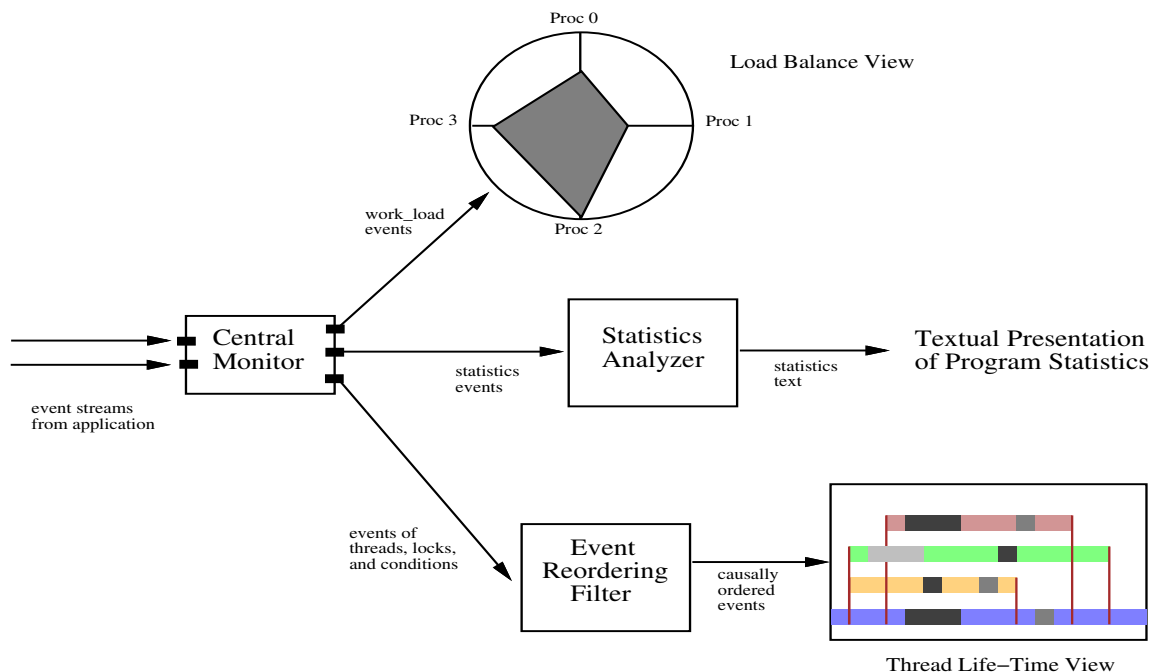 Proc 0
Load Balance View
Proc 3
Proc 1
work_load
events
Proc 2
Central
Monitor
Statistics
Analyzer
Textual Presentation
of Program Statistics
statistics
events
statistics
text
event streams
from application
events of
threads, locks,
and conditions
Event
Reordering
Filter
causally
ordered
events
Thread Life−Time View